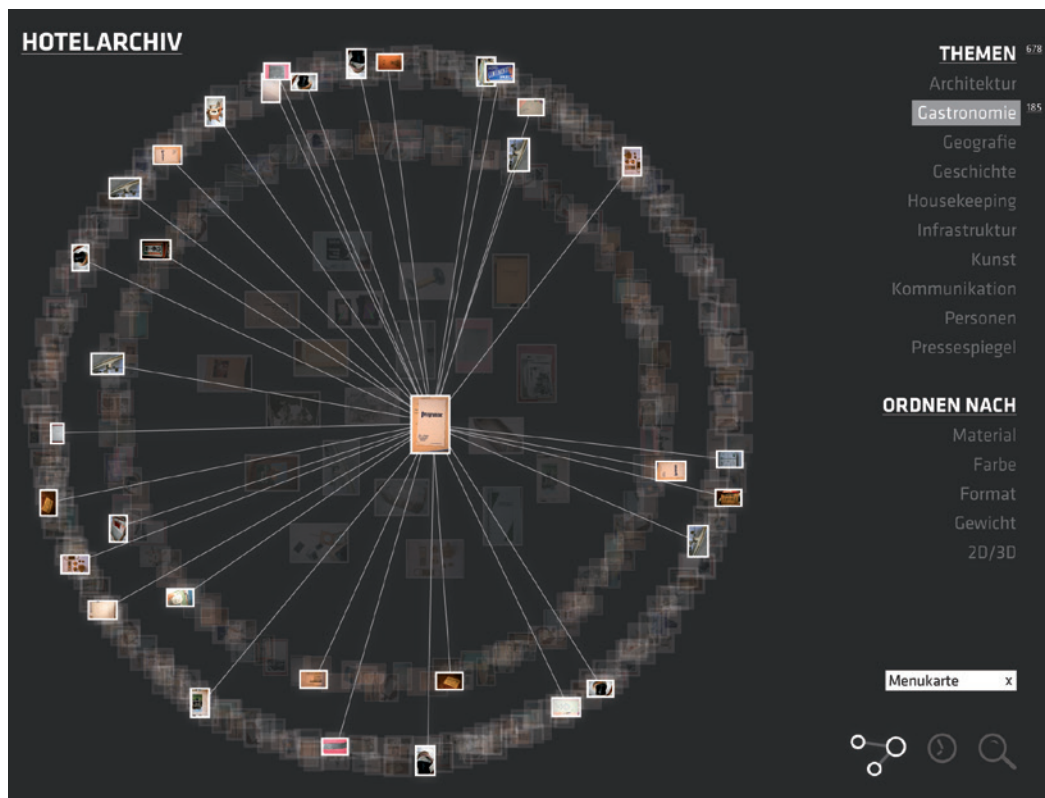 HOTELARCHIV
THEMEN 678
Architektur
Gastronomie 185
Geografie
Geschichte
Housekeeping
Infrastruktur
Kunst
Kommunikation
Personen
Pressespiegel
ORDNEN NACH
Material
Farbe
Format
Gewicht
2D/3D
Menukarte x